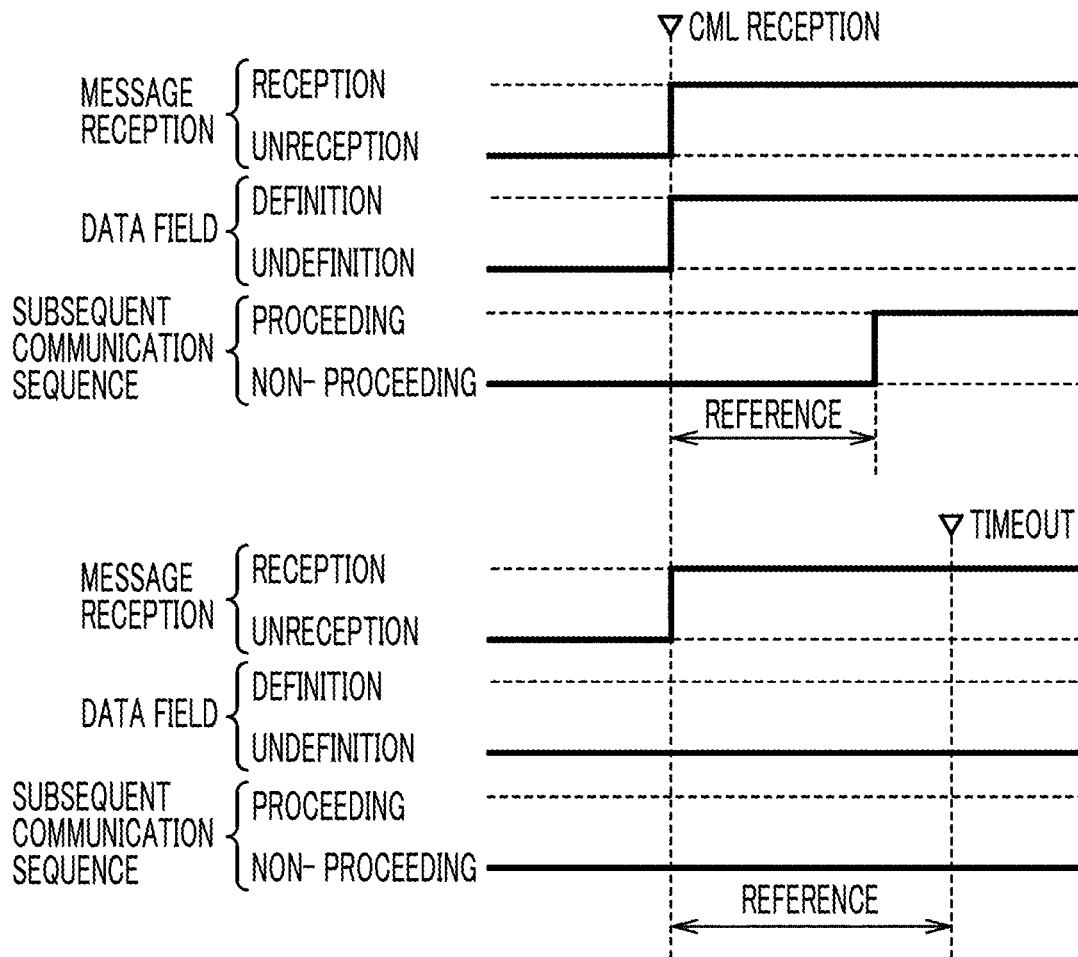 CML RECEPTION
MESSAGE
RECEPTION
RECEPTION
UNRECEPTION
DATA FIELD
DEFINITION
UNDEFINITION
SUBSEQUENT
COMMUNICATION
SEQUENCE
PROCEEDING
NON- PROCEEDING
REFERENCE
TIMEOUT
MESSAGE
RECEPTION
RECEPTION
UNRECEPTION
DATA FIELD
DEFINITION
UNDEFINITION
SUBSEQUENT
COMMUNICATION
SEQUENCE
PROCEEDING
NON- PROCEEDING
REFERENCE